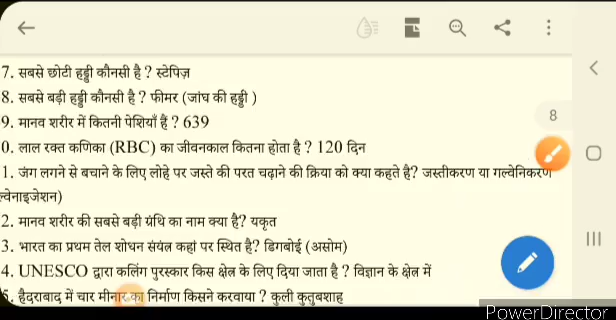 7. सबसे छोटी हड्डी कौनसी है ? स्टेपिज़
8. सबसे बड़ी हड्डी कौनसी है ? फीमर (जांघ की हड्डी )
9. मानव शरीर में कितनी पेशियाँ हैं ? 639
8
0. लाल रक्त कणिका (RBC) का जीवनकाल कितना होता है ? 120 दिन
1. जंग लगने से बचाने के लिए लोहे पर जस्ते की परत चढ़ाने की क्रिया को क्या कहते है? जस्तीकरण या गल्वेनिकरण
ल्वेनाइजेशन)
2. मानव शरीर की सबसे बड़ी ग्रंथि का नाम क्या है? यकृत
3. भारत का प्रथम तेल शोधन संयंत्र कहां पर स्थित है? डिगबोई (असोम)
4. UNESCO द्वारा कलिंग पुरस्कार किस क्षेत्र के लिए दिया जाता है ? विज्ञान के क्षेत्र में
5. हैदराबाद में चार मीनार का निर्माण किसने करवाया ? कुली कुतुबशाह
PowerDirector